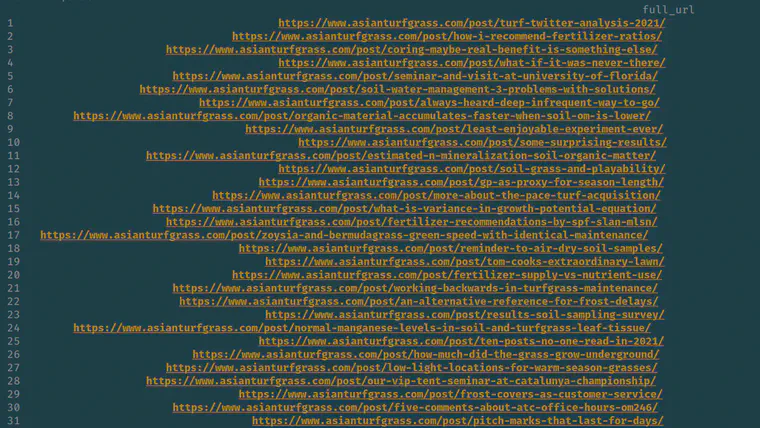 full_url
1 https://www.asianturfgrass.com/post/turf-twitter-analysis-2021/
2 https://www.asianturfgrass.com/post/how-i-recommend-fertilizer-ratios/
3 https://www.asianturfgrass.com/post/coring-maybe-real-benefit-is-something-else/
4 https://www.asianturfgrass.com/post/what-if-it-was-never-there/
5 https://www.asianturfgrass.com/post/seminar-and-visit-at-university-of-florida/
6 https://www.asianturfgrass.com/post/soil-water-management-3-problems-with-solutions/
7 https://www.asianturfgrass.com/post/always-heard-deep-infrequent-way-to-go/
8 https://www.asianturfgrass.com/post/organic-material-accumulates-faster-when-soil-om-is-lower/
9 https://www.asianturfgrass.com/post/least-enjoyable-experiment-ever/
10 https://www.asianturfgrass.com/post/some-surprising-results/
11 https://www.asianturfgrass.com/post/estimated-n-mineralization-soil-organic-matter/
12 https://www.asianturfgrass.com/post/soil-grass-and-playability/
13 https://www.asianturfgrass.com/post/gp-as-proxy-for-season-length/
14 https://www.asianturfgrass.com/post/more-about-the-pace-turf-acquisition/
15 https://www.asianturfgrass.com/post/what-is-variance-in-growth-potential-equation/
16 https://www.asianturfgrass.com/post/fertilizer-recommendations-by-spf-slan-mlsn/
17 https://www.asianturfgrass.com/post/zoysia-and-bermudagrass-green-speed-with-identical-maintenance/
18 https://www.asianturfgrass.com/post/reminder-to-air-dry-soil-samples/
19 https://www.asianturfgrass.com/post/tom-cooks-extraordinary-lawn/
20 https://www.asianturfgrass.com/post/fertilizer-supply-vs-nutrient-use/
21 https://www.asianturfgrass.com/post/working-backwards-in-turfgrass-maintenance/
22 https://www.asianturfgrass.com/post/an-alternative-reference-for-frost-delays/
23 https://www.asianturfgrass.com/post/results-soil-sampling-survey/
24 https://www.asianturfgrass.com/post/normal-manganese-levels-in-soil-and-turfgrass-leaf-tissue/
25 https://www.asianturfgrass.com/post/ten-posts-no-one-read-in-2021/
26 https://www.asianturfgrass.com/post/how-much-did-the-grass-grow-underground/
27 https://www.asianturfgrass.com/post/low-light-locations-for-warm-season-grasses/
28 https://www.asianturfgrass.com/post/our-vip-tent-seminar-at-catalunya-championship/
29 https://www.asianturfgrass.com/post/frost-covers-as-customer-service/
30 https://www.asianturfgrass.com/post/five-comments-about-atc-office-hours-om246/
31 https://www.asianturfgrass.com/post/pitch-marks-that-last-for-days/